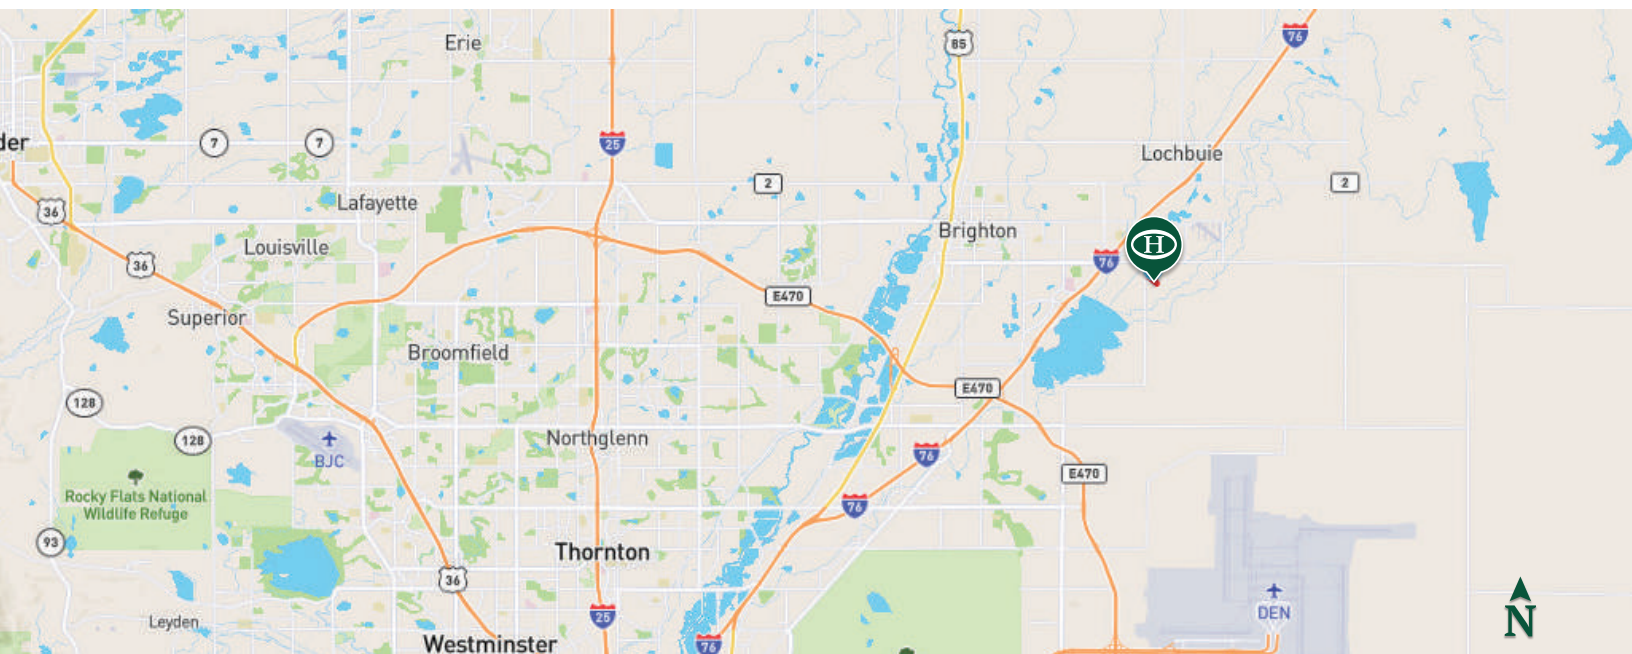 Erie
85
76
der
7
7
25
Lochbuie
2
2
36
Lafayette
Brighton
H
Louisville
36
76
E470
Superior
Broomfield
E470
128
128
BJC
Northglenn
76
E470
Rocky Flats National
Wildlife Refuge
76
93
Thornton
36
DEN
25
Leyden
N
Westminster
76